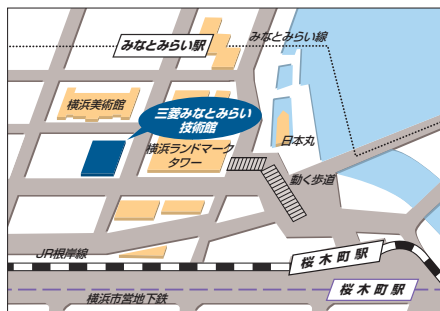 みなとみらい駅
みなとみらい線
横浜美術館
三菱みなとみらい
技術館
横浜ランドマーク
タワー
日本丸
動く歩道
JR根岸線
桜木町駅
桜木町駅
横浜市営地下鉄